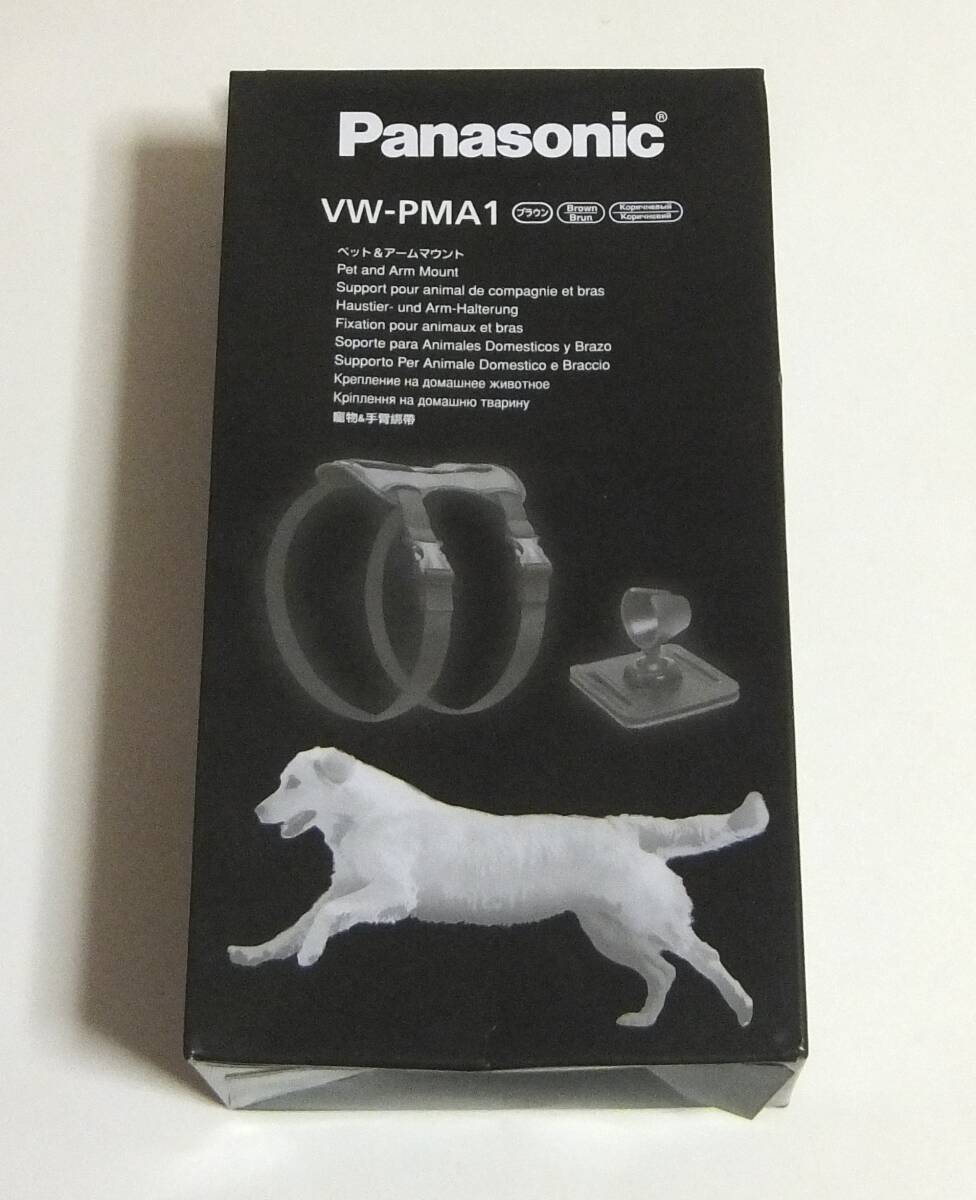 Panasonic®
VW-PMA1 ブラウン Brown Brun Коричневый Коричневий
ペット&アームマウント
Pet and Arm Mount
Support pour animal de compagnie et bras
Haustier- und Arm-Halterung
Fixation pour animaux et bras
Soporte para Animales Domesticos y Brazo
Supporto Per Animale Domestico e Braccio
Крепление на домашнее животное
Кріплення на домашню тварину
寵物&手臂綁帶